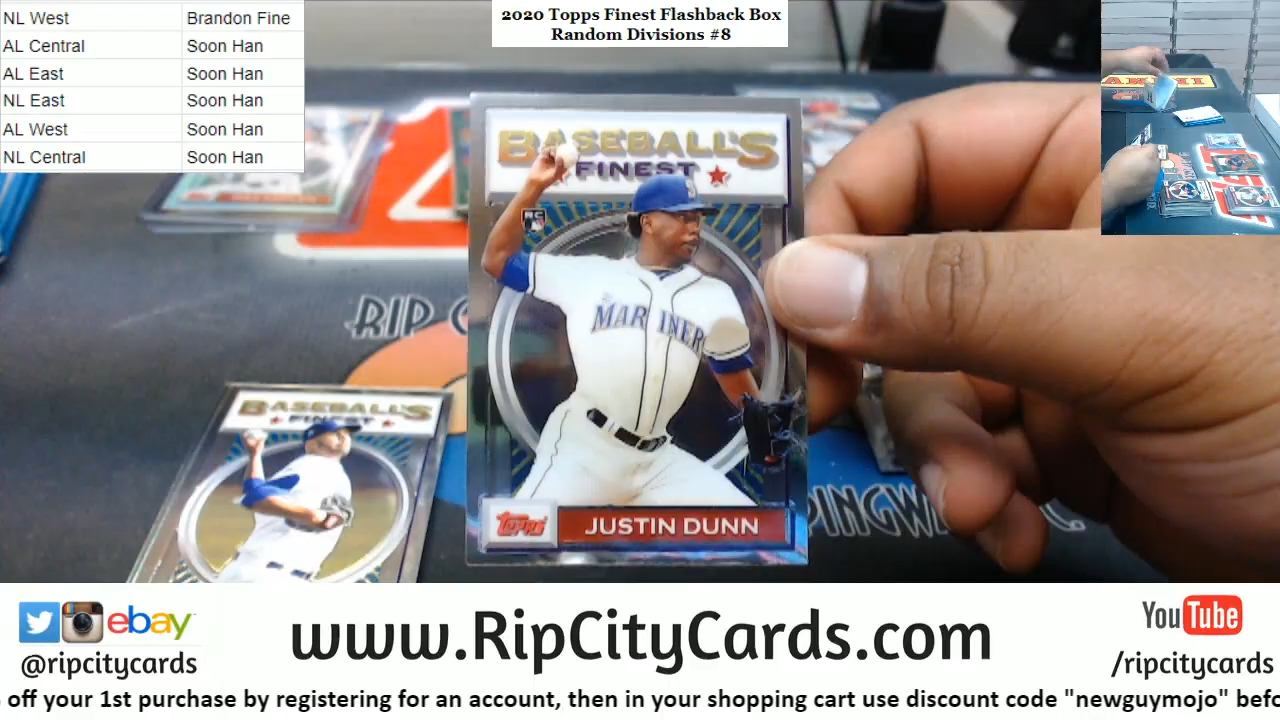 NL West Brandon Fine
AL Central Soon Han
AL East Soon Han
NL East Soon Han
AL West Soon Han
NL Central Soon Han
2020 Topps Finest Flashback Box
Random Divisions #8
BASEBALL'S
FINEST
RC
MARINER
TOPPS
JUSTIN DUNN
RIP
BASEBALL'S
FINEST
ebay
@ripcitycards
www.RipCityCards.com
YouTube
/ripcitycards
off your 1st purchase by registering for an account, then in your shopping cart use discount code "newguymojo" befo